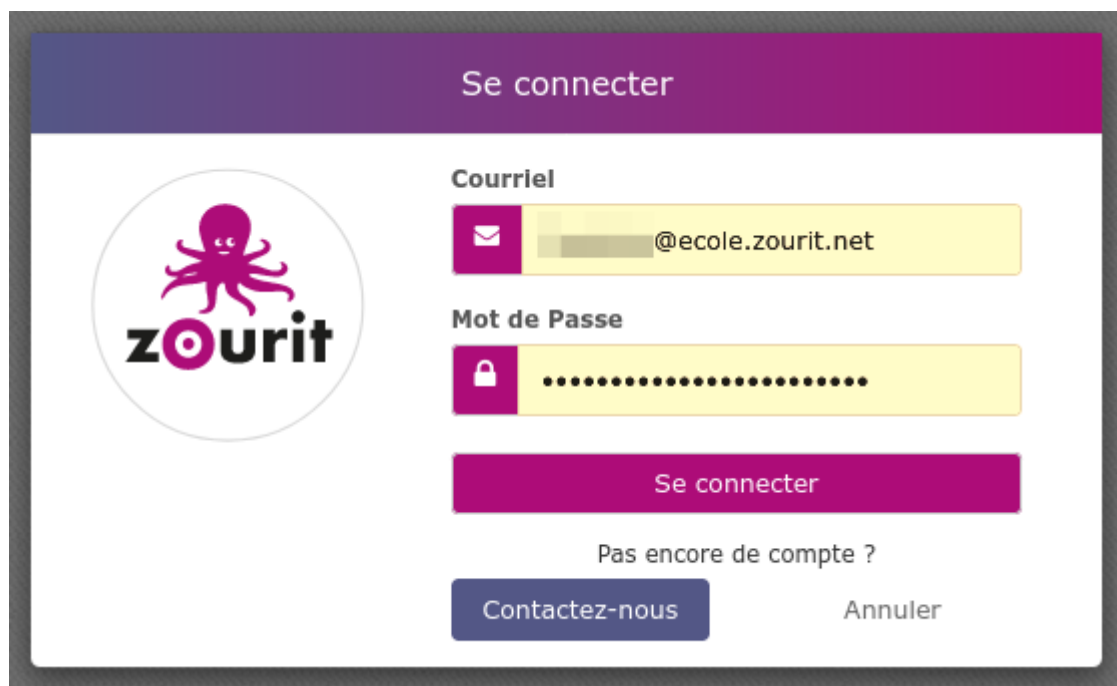 Se connecter
Courriel
@ecole.zourit.net
zourit
Mot de Passe
••••••••••••••••••••••••
Se connecter
Pas encore de compte ?
Contactez-nous
Annuler